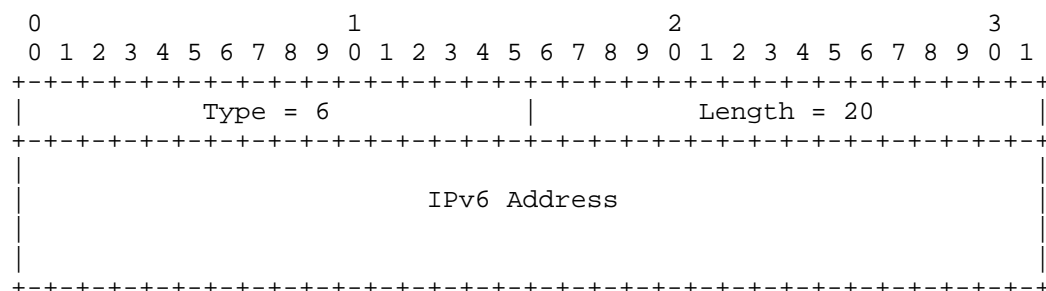 0                   1                   2                   3
 0 1 2 3 4 5 6 7 8 9 0 1 2 3 4 5 6 7 8 9 0 1 2 3 4 5 6 7 8 9 0 1
+-+-+-+-+-+-+-+-+-+-+-+-+-+-+-+-+-+-+-+-+-+-+-+-+-+-+-+-+-+-+-+-+
|           Type = 6            |          Length = 20          |
+-+-+-+-+-+-+-+-+-+-+-+-+-+-+-+-+-+-+-+-+-+-+-+-+-+-+-+-+-+-+-+-+
|                                                               |
|                         IPv6 Address                          |
|                                                               |
|                                                               |
+-+-+-+-+-+-+-+-+-+-+-+-+-+-+-+-+-+-+-+-+-+-+-+-+-+-+-+-+-+-+-+-+